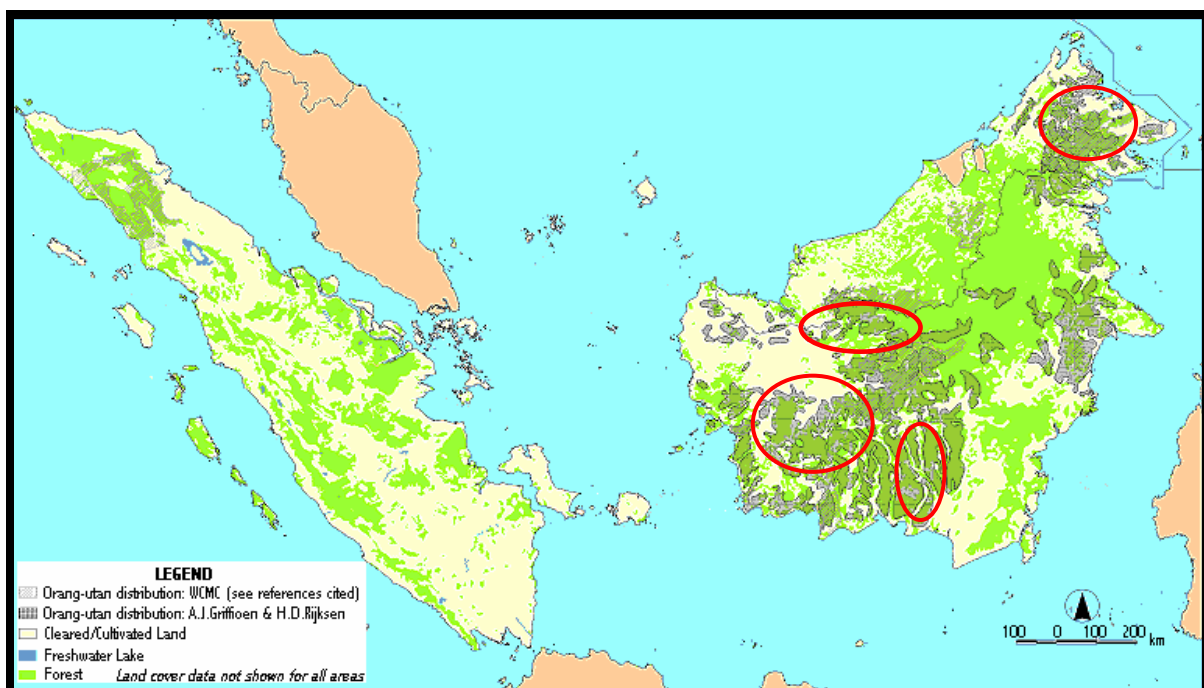 LEGEND
Orang-utan distribution: WCMC (see references cited)
Orang-utan distribution: A.J.Griffioen & H.D.Rijksen
Cleared/Cultivated Land
Freshwater Lake
Forest Land cover data not shown for all areas
100 0 100 200 km